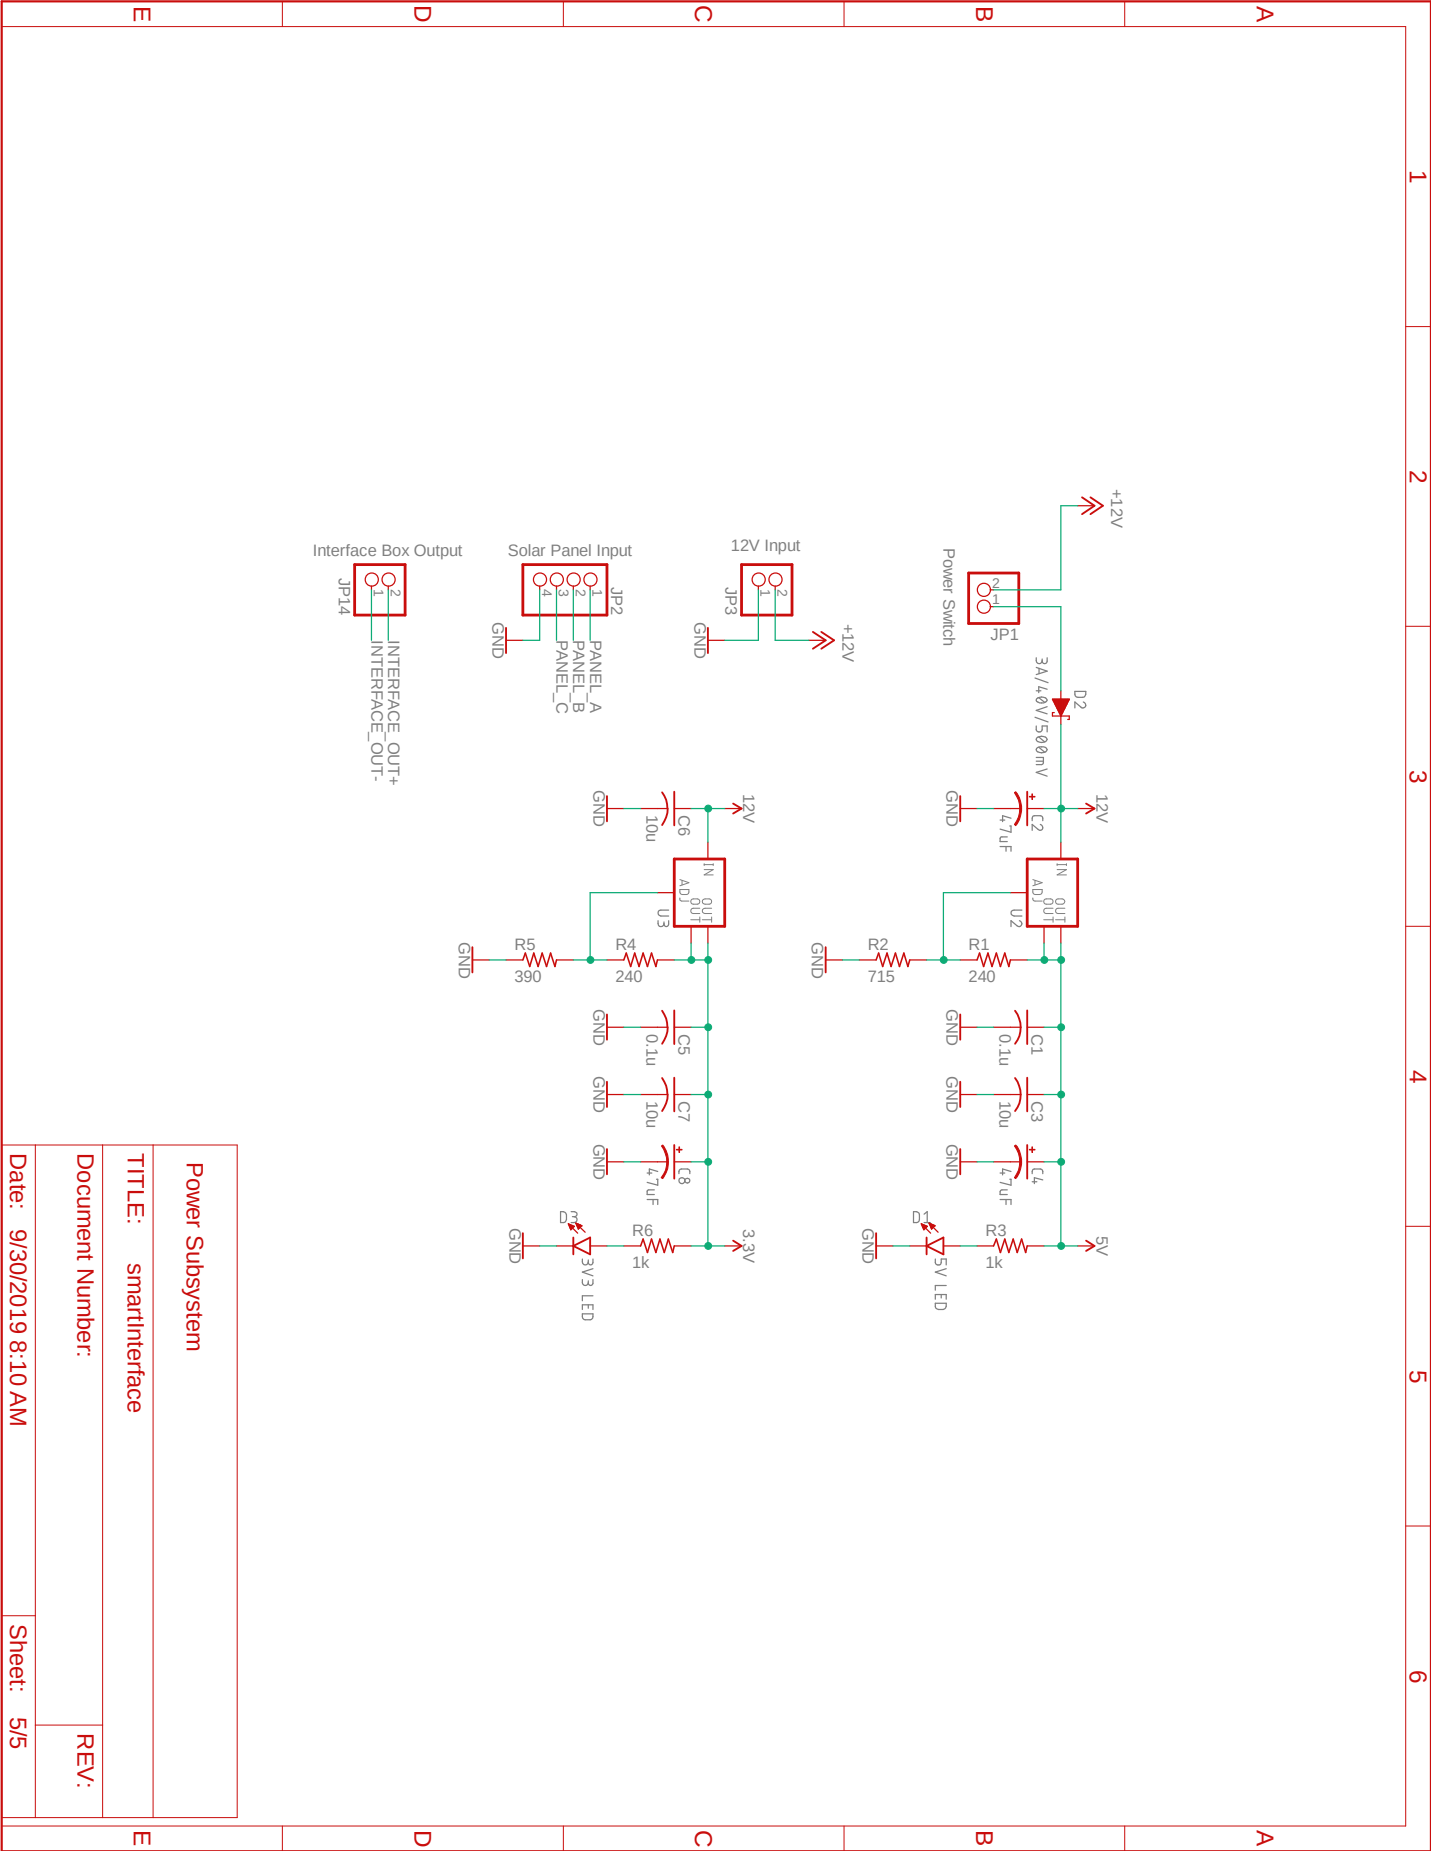 1
2
3
4
5
6
A
A
B
B
C
C
D
D
E
E
+12V
JP1
2
1
Power Switch
D2
3A/40V/500mV
12V
C2
47uF
GND
IN
ADJ
OUT
OUT
U2
R1
240
R2
715
GND
C1
0.1u
GND
C3
10u
GND
C4
47uF
GND
5V
R3
1k
D1
5V LED
GND
12V Input
JP3
2
1
+12V
GND
12V
C6
10u
GND
IN
ADJ
OUT
OUT
U3
R4
240
R5
390
GND
C5
0.1u
GND
C7
10u
GND
C8
47uF
GND
3.3V
R6
1k
D3
3V3 LED
GND
Solar Panel Input
JP2
1
2
3
4
PANEL_A
PANEL_B
PANEL_C
GND
Interface Box Output
JP14
2
1
INTERFACE_OUT+
INTERFACE_OUT-
Power Subsystem
TITLE: smartInterface
Document Number:
REV:
Date: 9/30/2019 8:10 AM
Sheet: 5/5